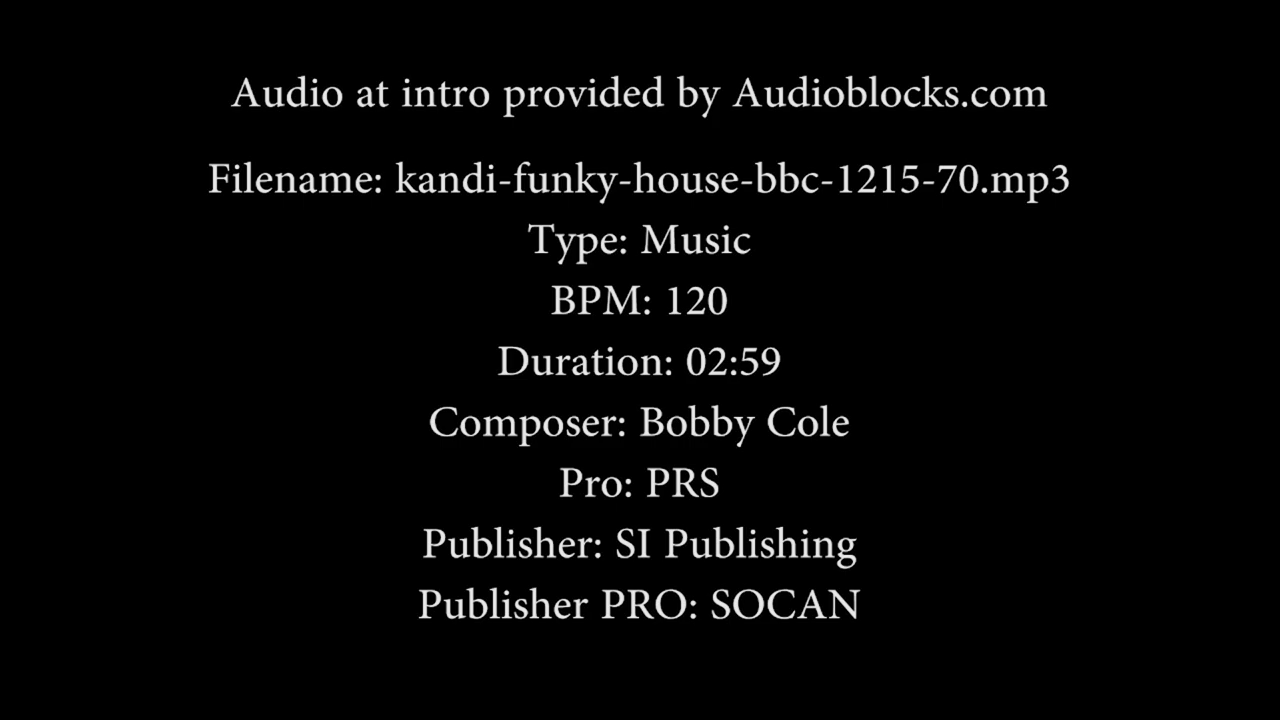 Audio at intro provided by Audioblocks.com
Filename: kandi-funky-house-bbc-1215-70.mp3
Type: Music
BPM: 120
Duration: 02:59
Composer: Bobby Cole
Pro: PRS
Publisher: SI Publishing
Publisher PRO: SOCAN